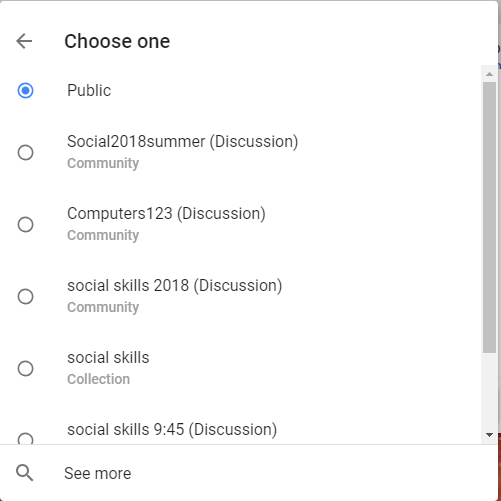 Choose one
Public
Social2018summer (Discussion)
Community
Computers123 (Discussion)
Community
social skills 2018 (Discussion)
Community
social skills
Collection
social skills 9:45 (Discussion)
See more